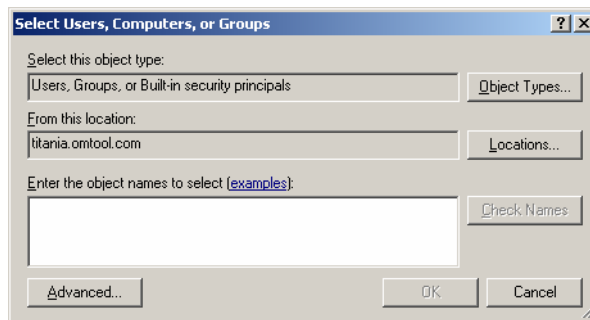 Select Users, Computers, or Groups
Select this object type:
Users, Groups, or Built-in security principals
Object Types...
From this location:
titania.omtool.com
Locations...
Enter the object names to select (examples):
Check Names
Advanced...
OK
Cancel